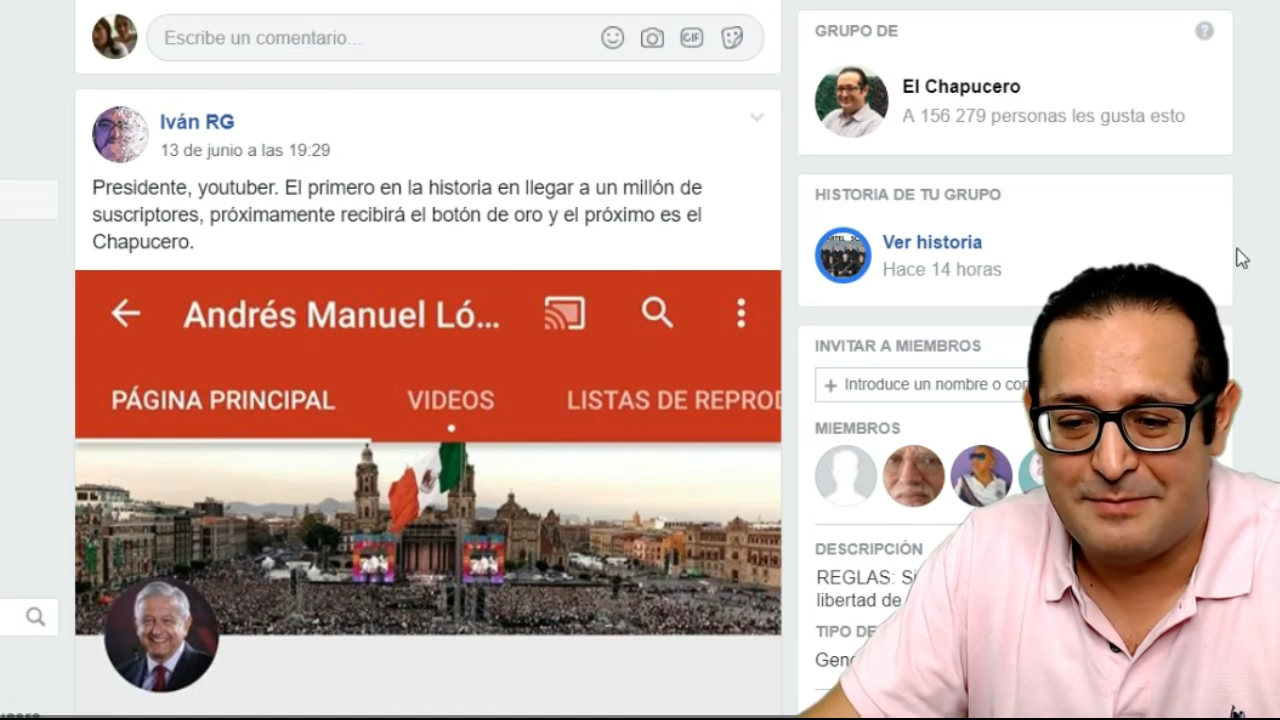 Escribe un comentario...
GIF
Iván RG
13 de junio a las 19:29
Presidente, youtuber. El primero en la historia en llegar a un millón de
suscriptores, próximamente recibirá el botón de oro y el próximo es el
Chapucero.
Andrés Manuel Ló...
PÁGINA PRINCIPAL
VIDEOS
LISTAS DE REPROD
GRUPO DE
?
El Chapucero
A 156 279 personas les gusta esto
HISTORIA DE TU GRUPO
Ver historia
Hace 14 horas
INVITAR A MIEMBROS
+ Introduce un nombre o cor
MIEMBROS
DESCRIPCIÓN
REGLAS: Si
libertad de
TIPO DE
Gen